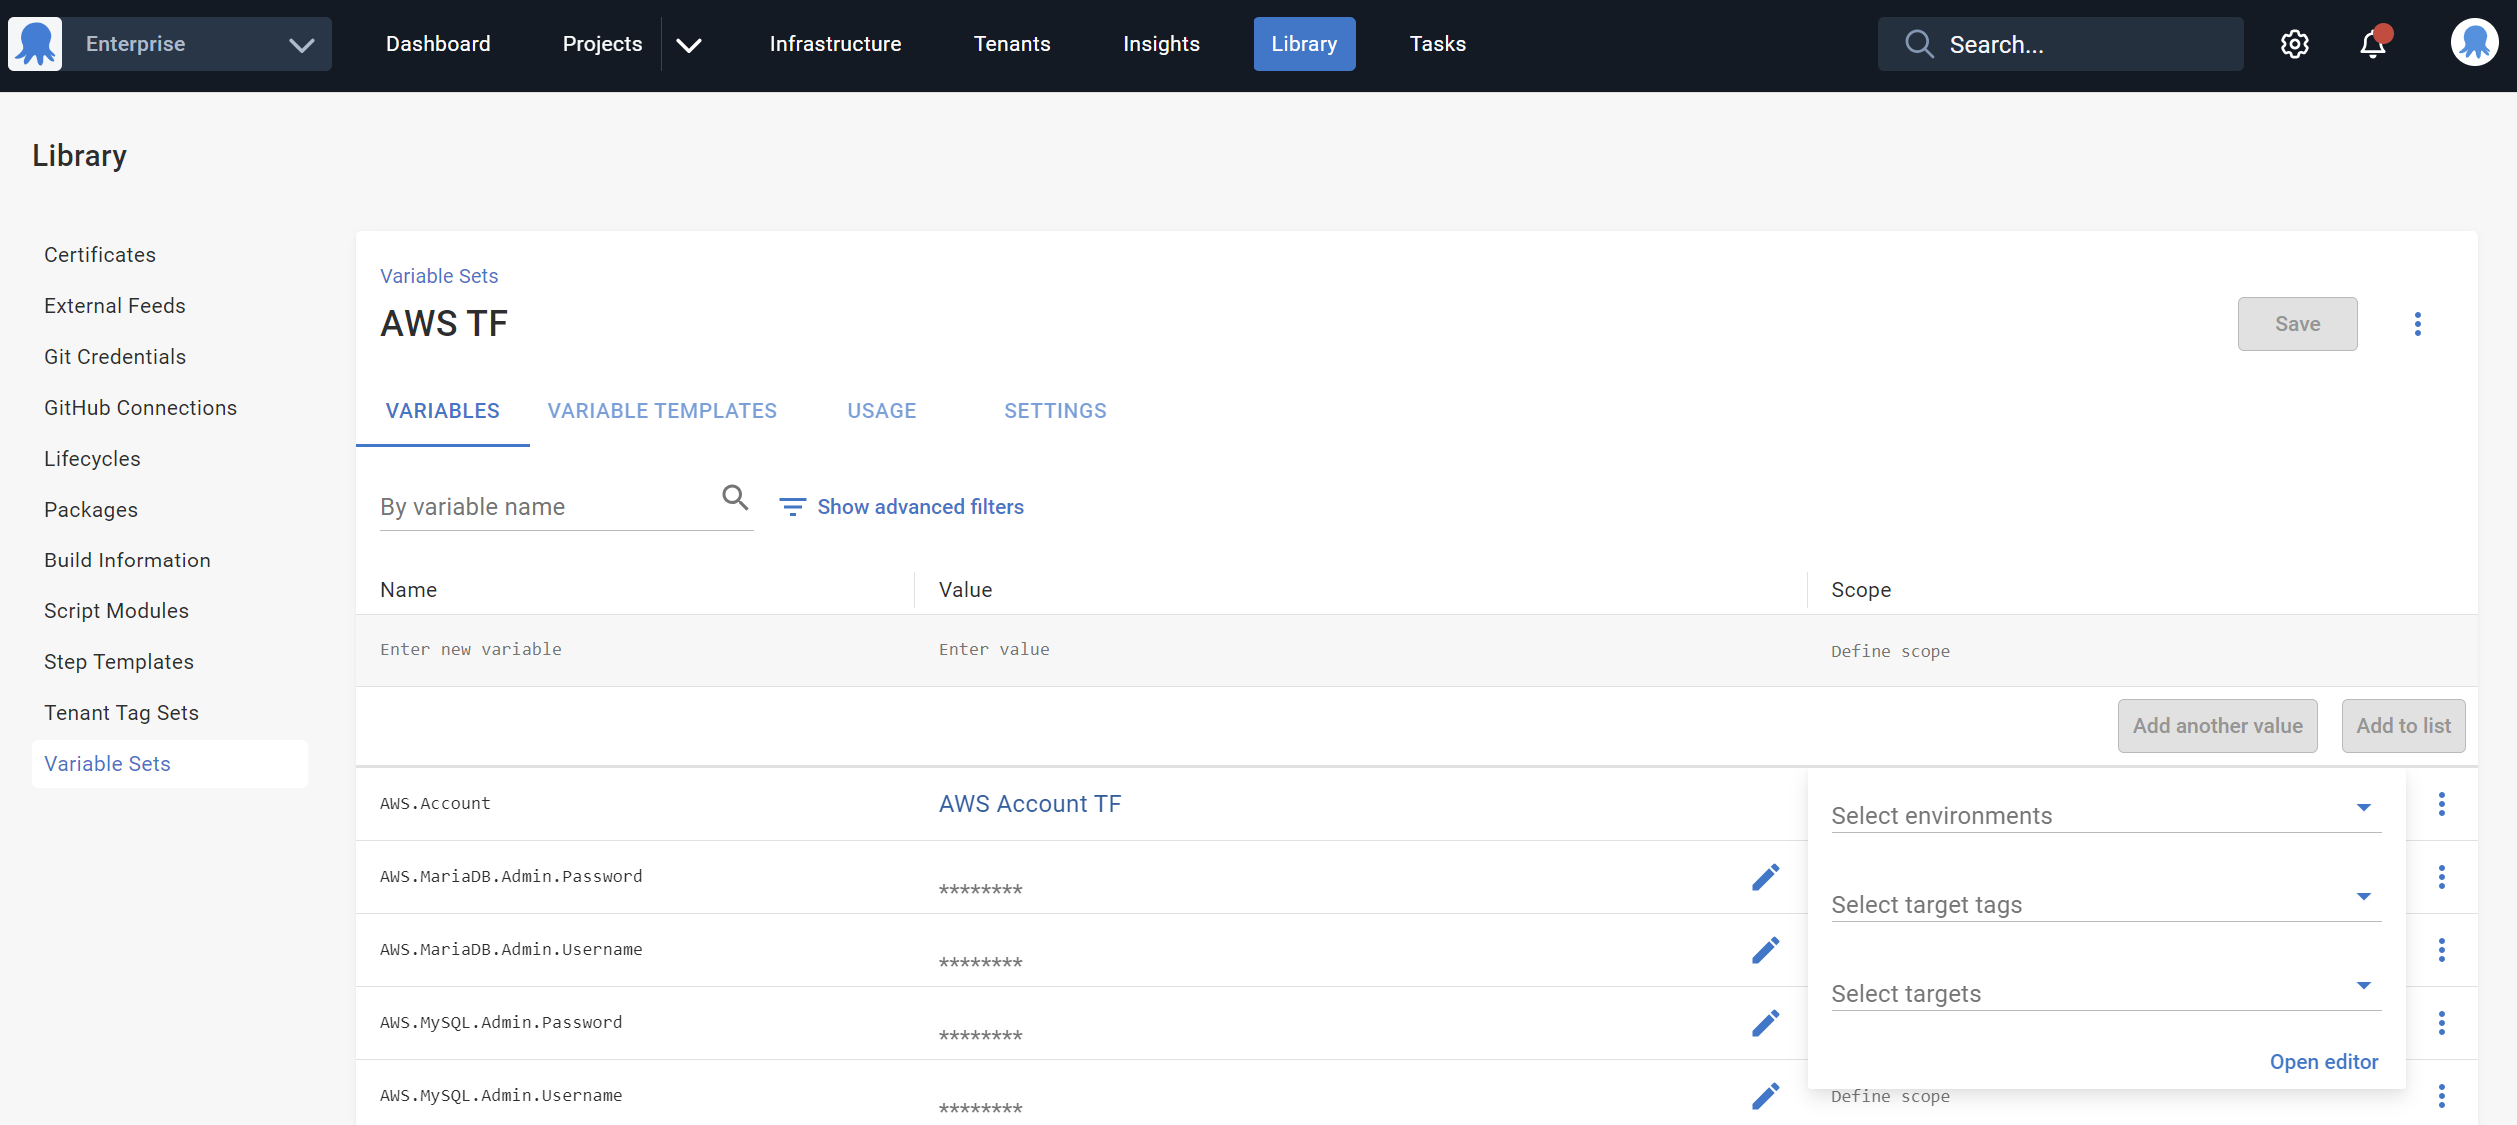 Enterprise
Dashboard
Projects
Infrastructure
Tenants
Insights
Library
Tasks
Search...
Library
Certificates
External Feeds
Git Credentials
GitHub Connections
Lifecycles
Packages
Build Information
Script Modules
Step Templates
Tenant Tag Sets
Variable Sets
Variable Sets
AWS TF
Save
VARIABLES
VARIABLE TEMPLATES
USAGE
SETTINGS
By variable name
Show advanced filters
Name
Value
Scope
Enter new variable
Enter value
Define scope
Add another value
Add to list
AWS.Account
AWS Account TF
Select environments
AWS.MariaDB.Admin.Password
********
Select target tags
AWS.MariaDB.Admin.Username
********
Select targets
AWS.MySQL.Admin.Password
********
Open editor
AWS.MySQL.Admin.Username
********
Define scope